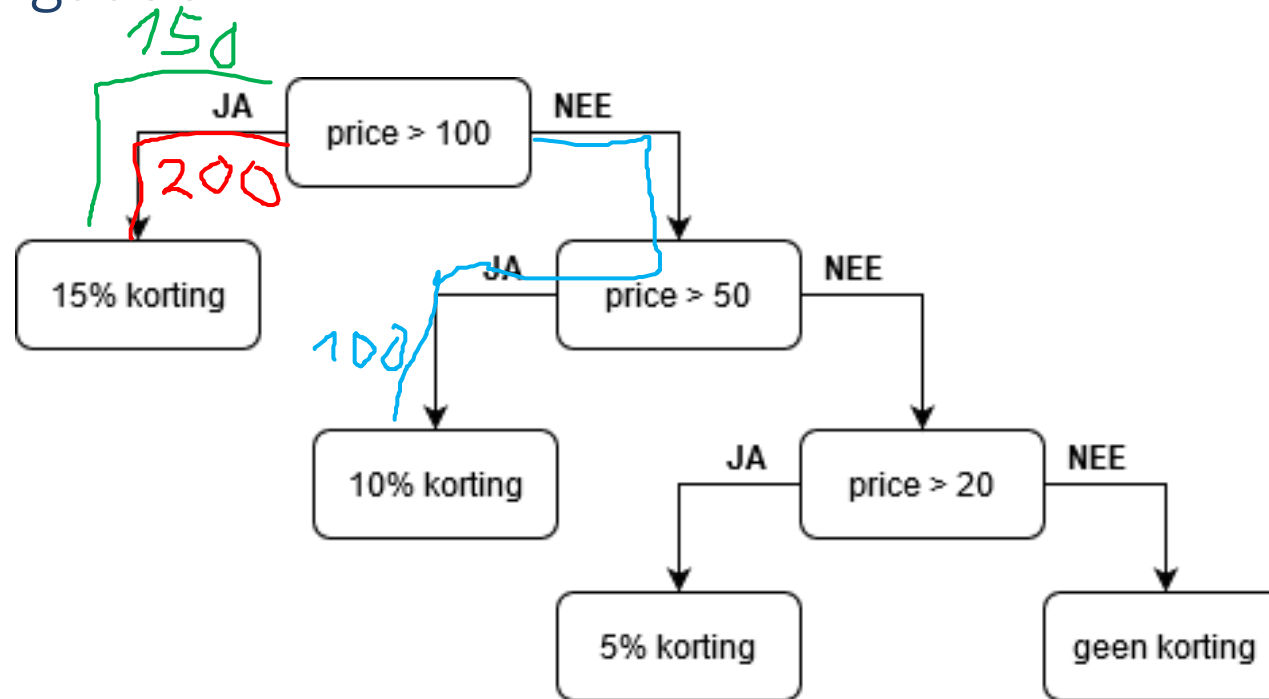 150
JA
NEE
price > 100
200
15% korting
JA
price > 50
NEE
100
10% korting
JA
price > 20
NEE
5% korting
geen korting